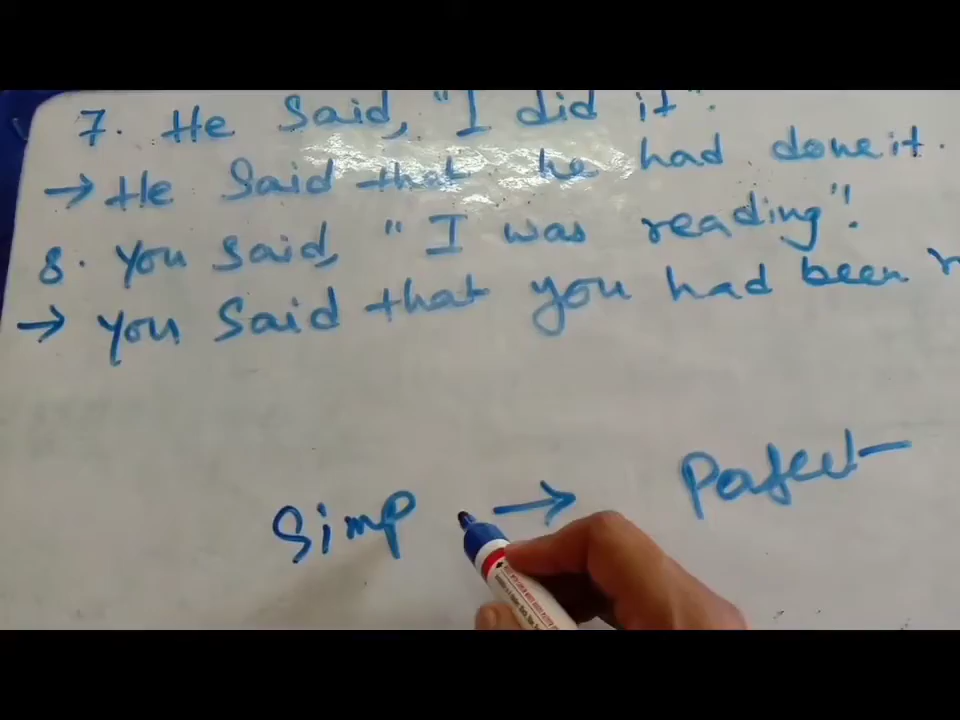 7. He Said, "I did it".
→ He Said that he had done it.
8. You Said, "I was reading".
→ You Said that you had been
Simp → Pafect